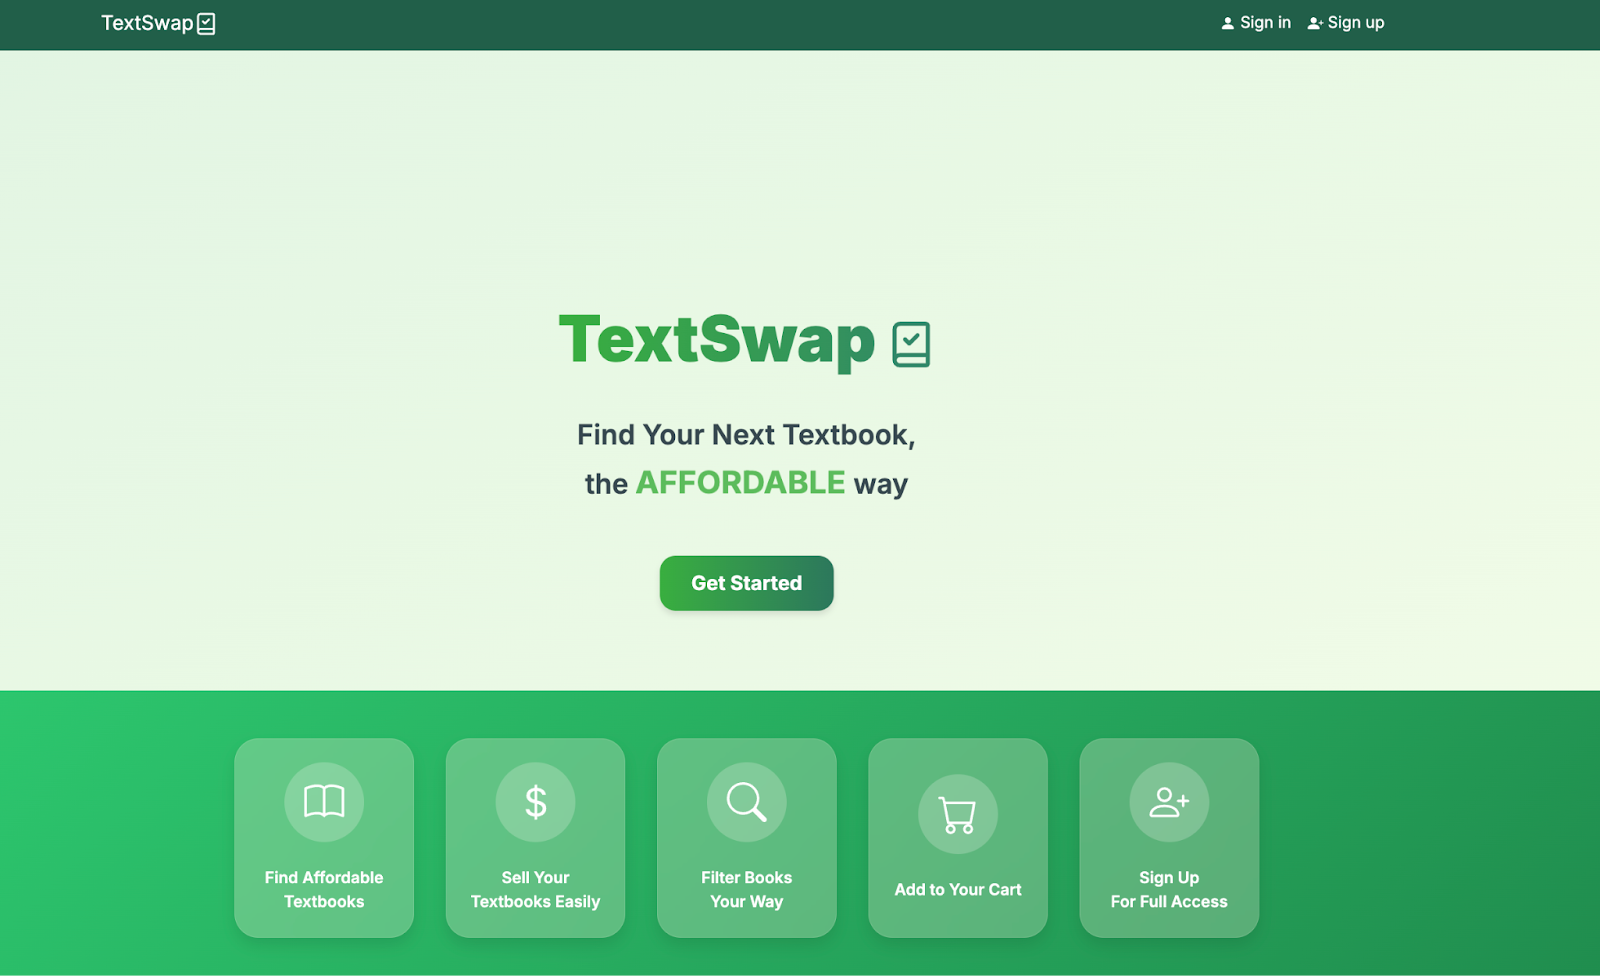 TextSwap
Sign in
Sign up
TextSwap
Find Your Next Textbook,
the AFFORDABLE way
Get Started
$
Find Affordable
Textbooks
Sell Your
Textbooks Easily
Filter Books
Your Way
Add to Your Cart
Sign Up
For Full Access